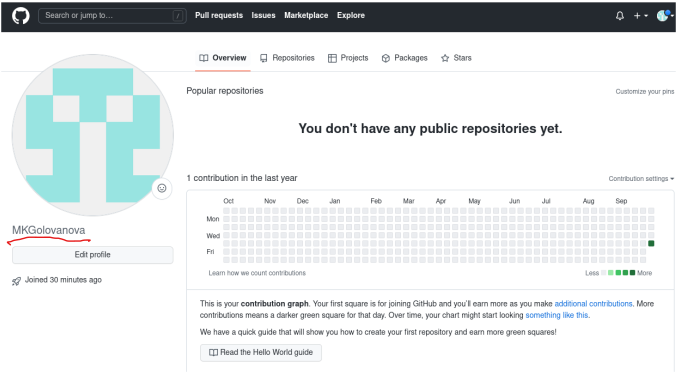 Search or jump to... /
Pull requests Issues Marketplace Explore
Overview Repositories Projects Packages Stars
Popular repositories
Customize your pins
You don't have any public repositories yet.
MKGolovanova
Edit profile
Joined 30 minutes ago
1 contribution in the last year
Contribution settings
Oct Nov Dec Jan Feb Mar Apr May Jun Jul Aug Sep
Mon
Wed
Fri
Learn how we count contributions
Less More
This is your contribution graph. Your first square is for joining GitHub and you'll earn more as you make additional contributions. More
contributions means a darker green square for that day. Over time, your chart might start looking something like this.
We have a quick guide that will show you how to create your first repository and earn more green squares!
Read the Hello World guide